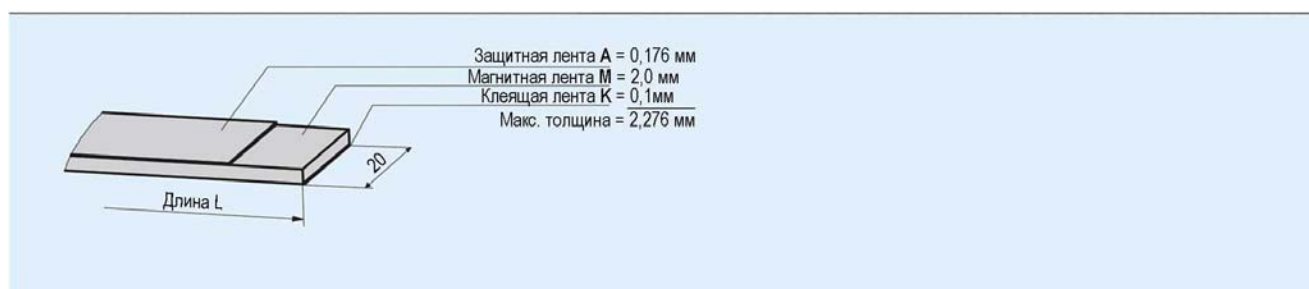 Защитная лента A = 0,176 мм
Магнитная лента M = 2,0 мм
Клеящая лента K = 0,1мм
Макс. толщина = 2,276 мм
20
Длина L